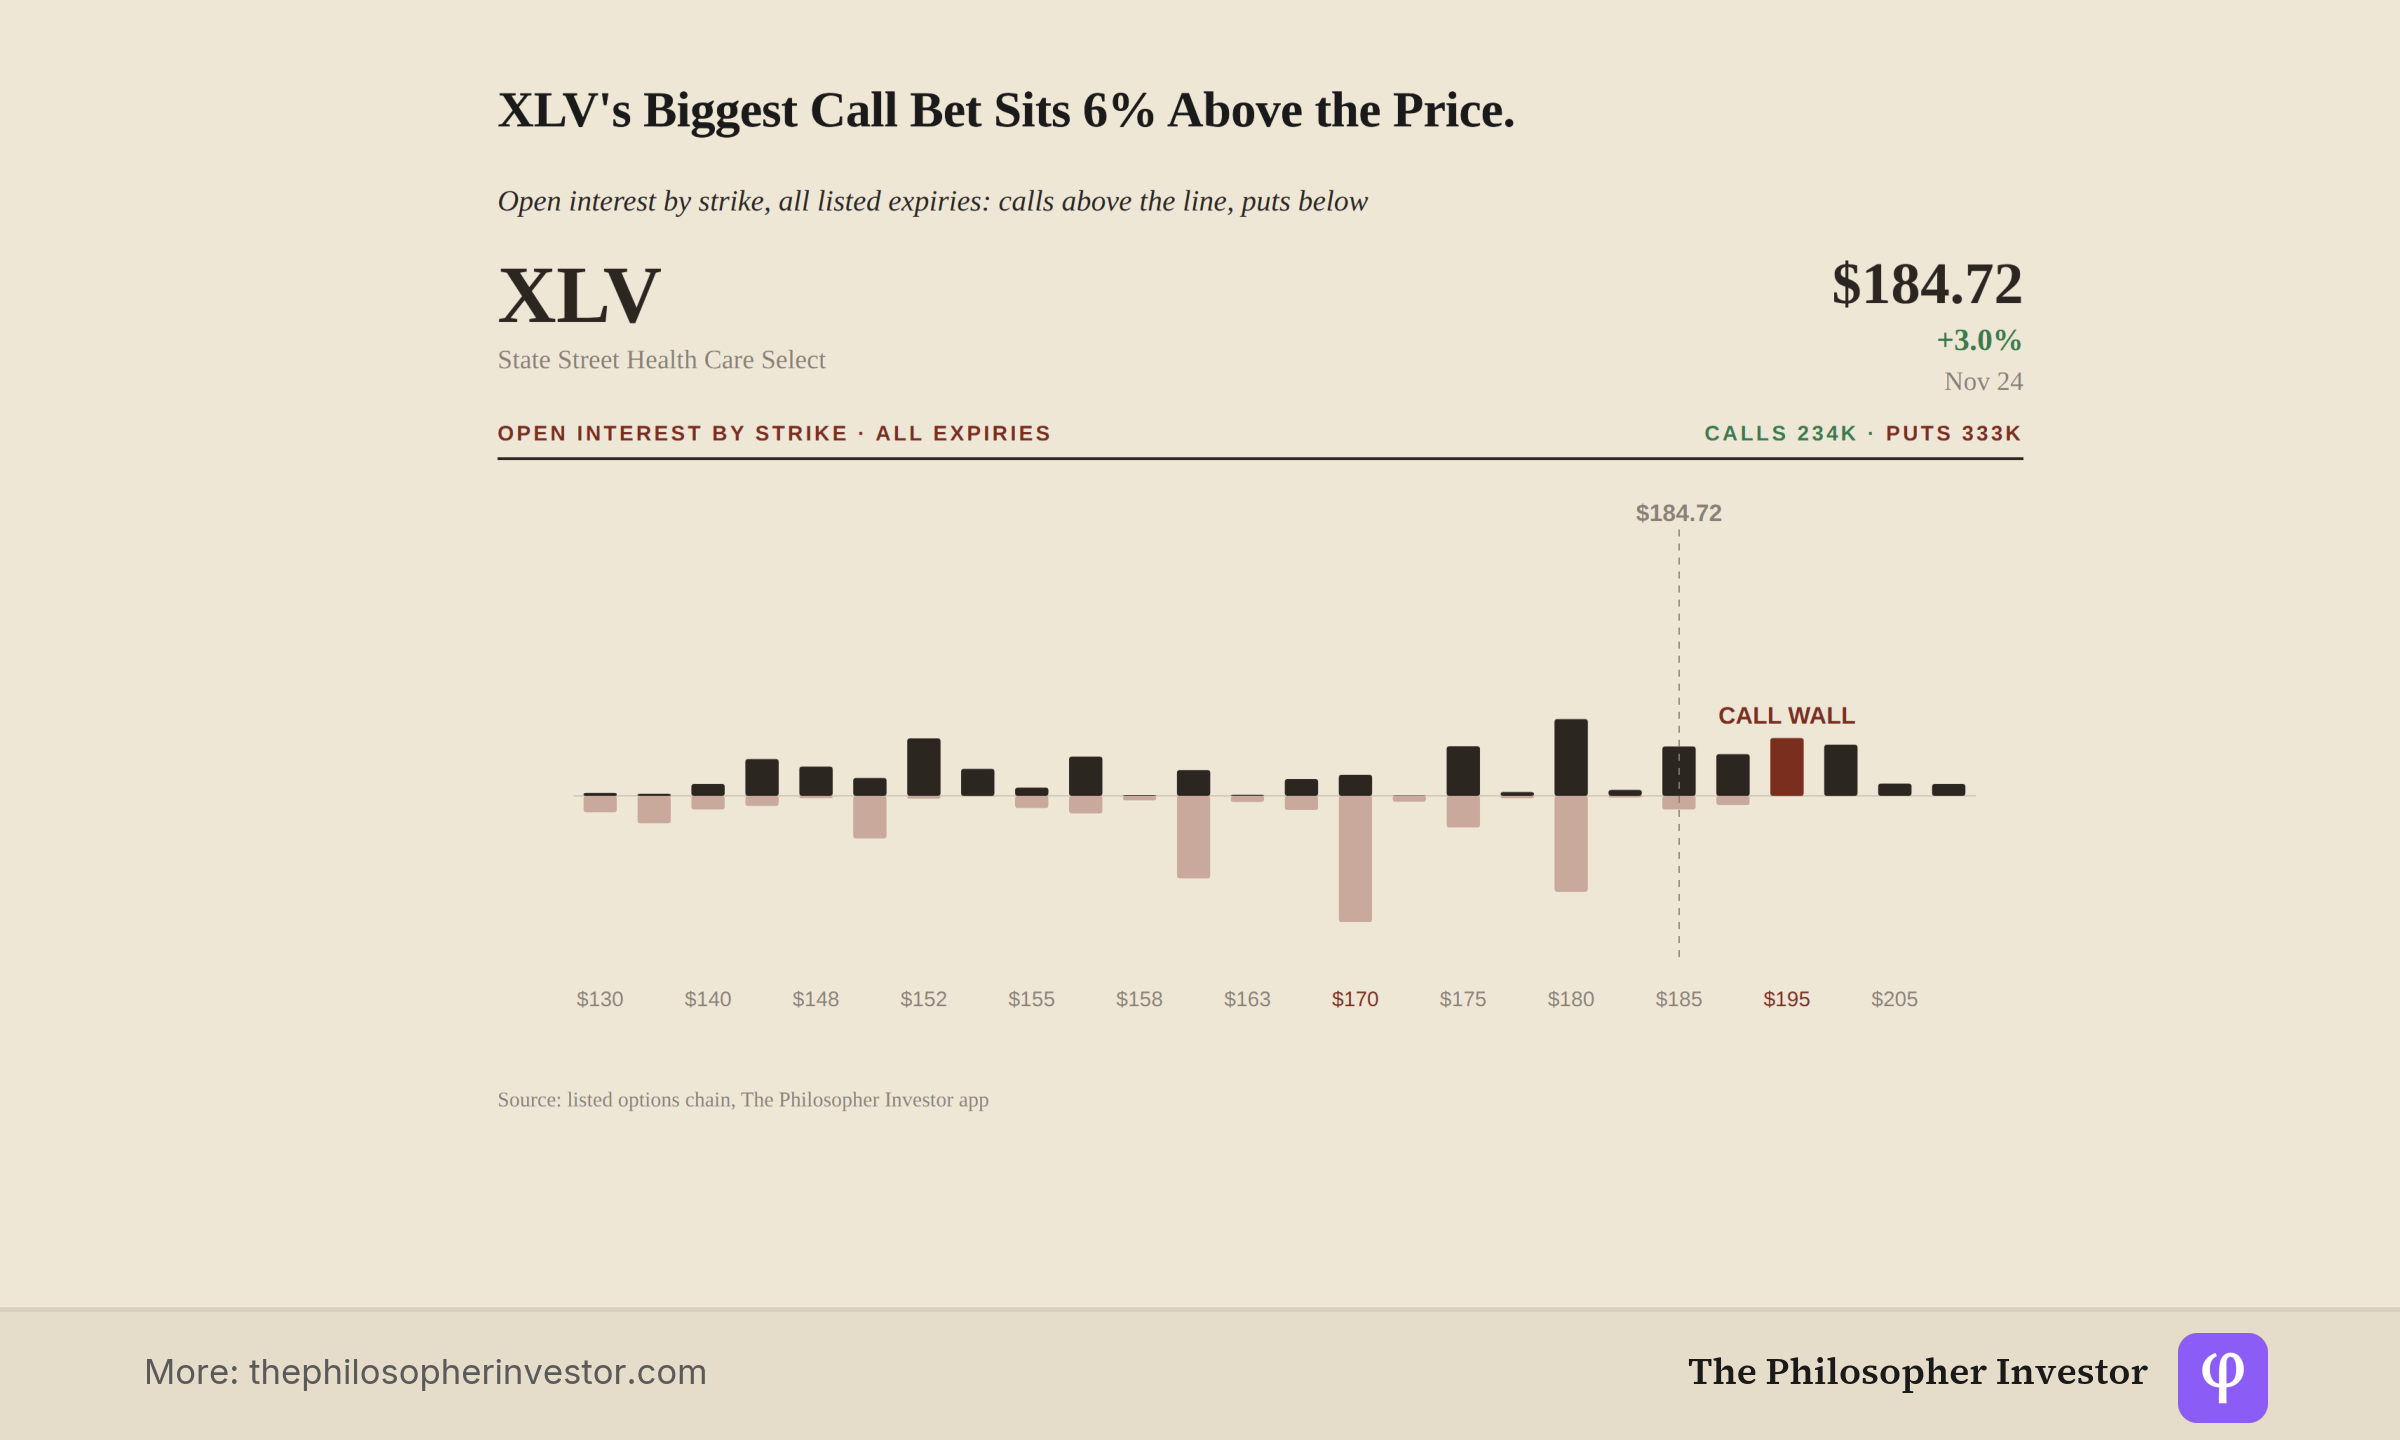 XLV's Biggest Call Bet Sits 6% Above the Price.
Open interest by strike, all listed expiries: calls above the line, puts below
XLV
$184.72
+3.0%
State Street Health Care Select
Nov 24
OPEN INTEREST BY STRIKE · ALL EXPIRIES
CALLS 234K · PUTS 333K
$184.72
CALL WALL
$130 $140 $148 $152 $155 $158 $163 $170 $175 $180 $185 $195 $205
Source: listed options chain, The Philosopher Investor app
More: thephilosopherinvestor.com
The Philosopher Investor
φ